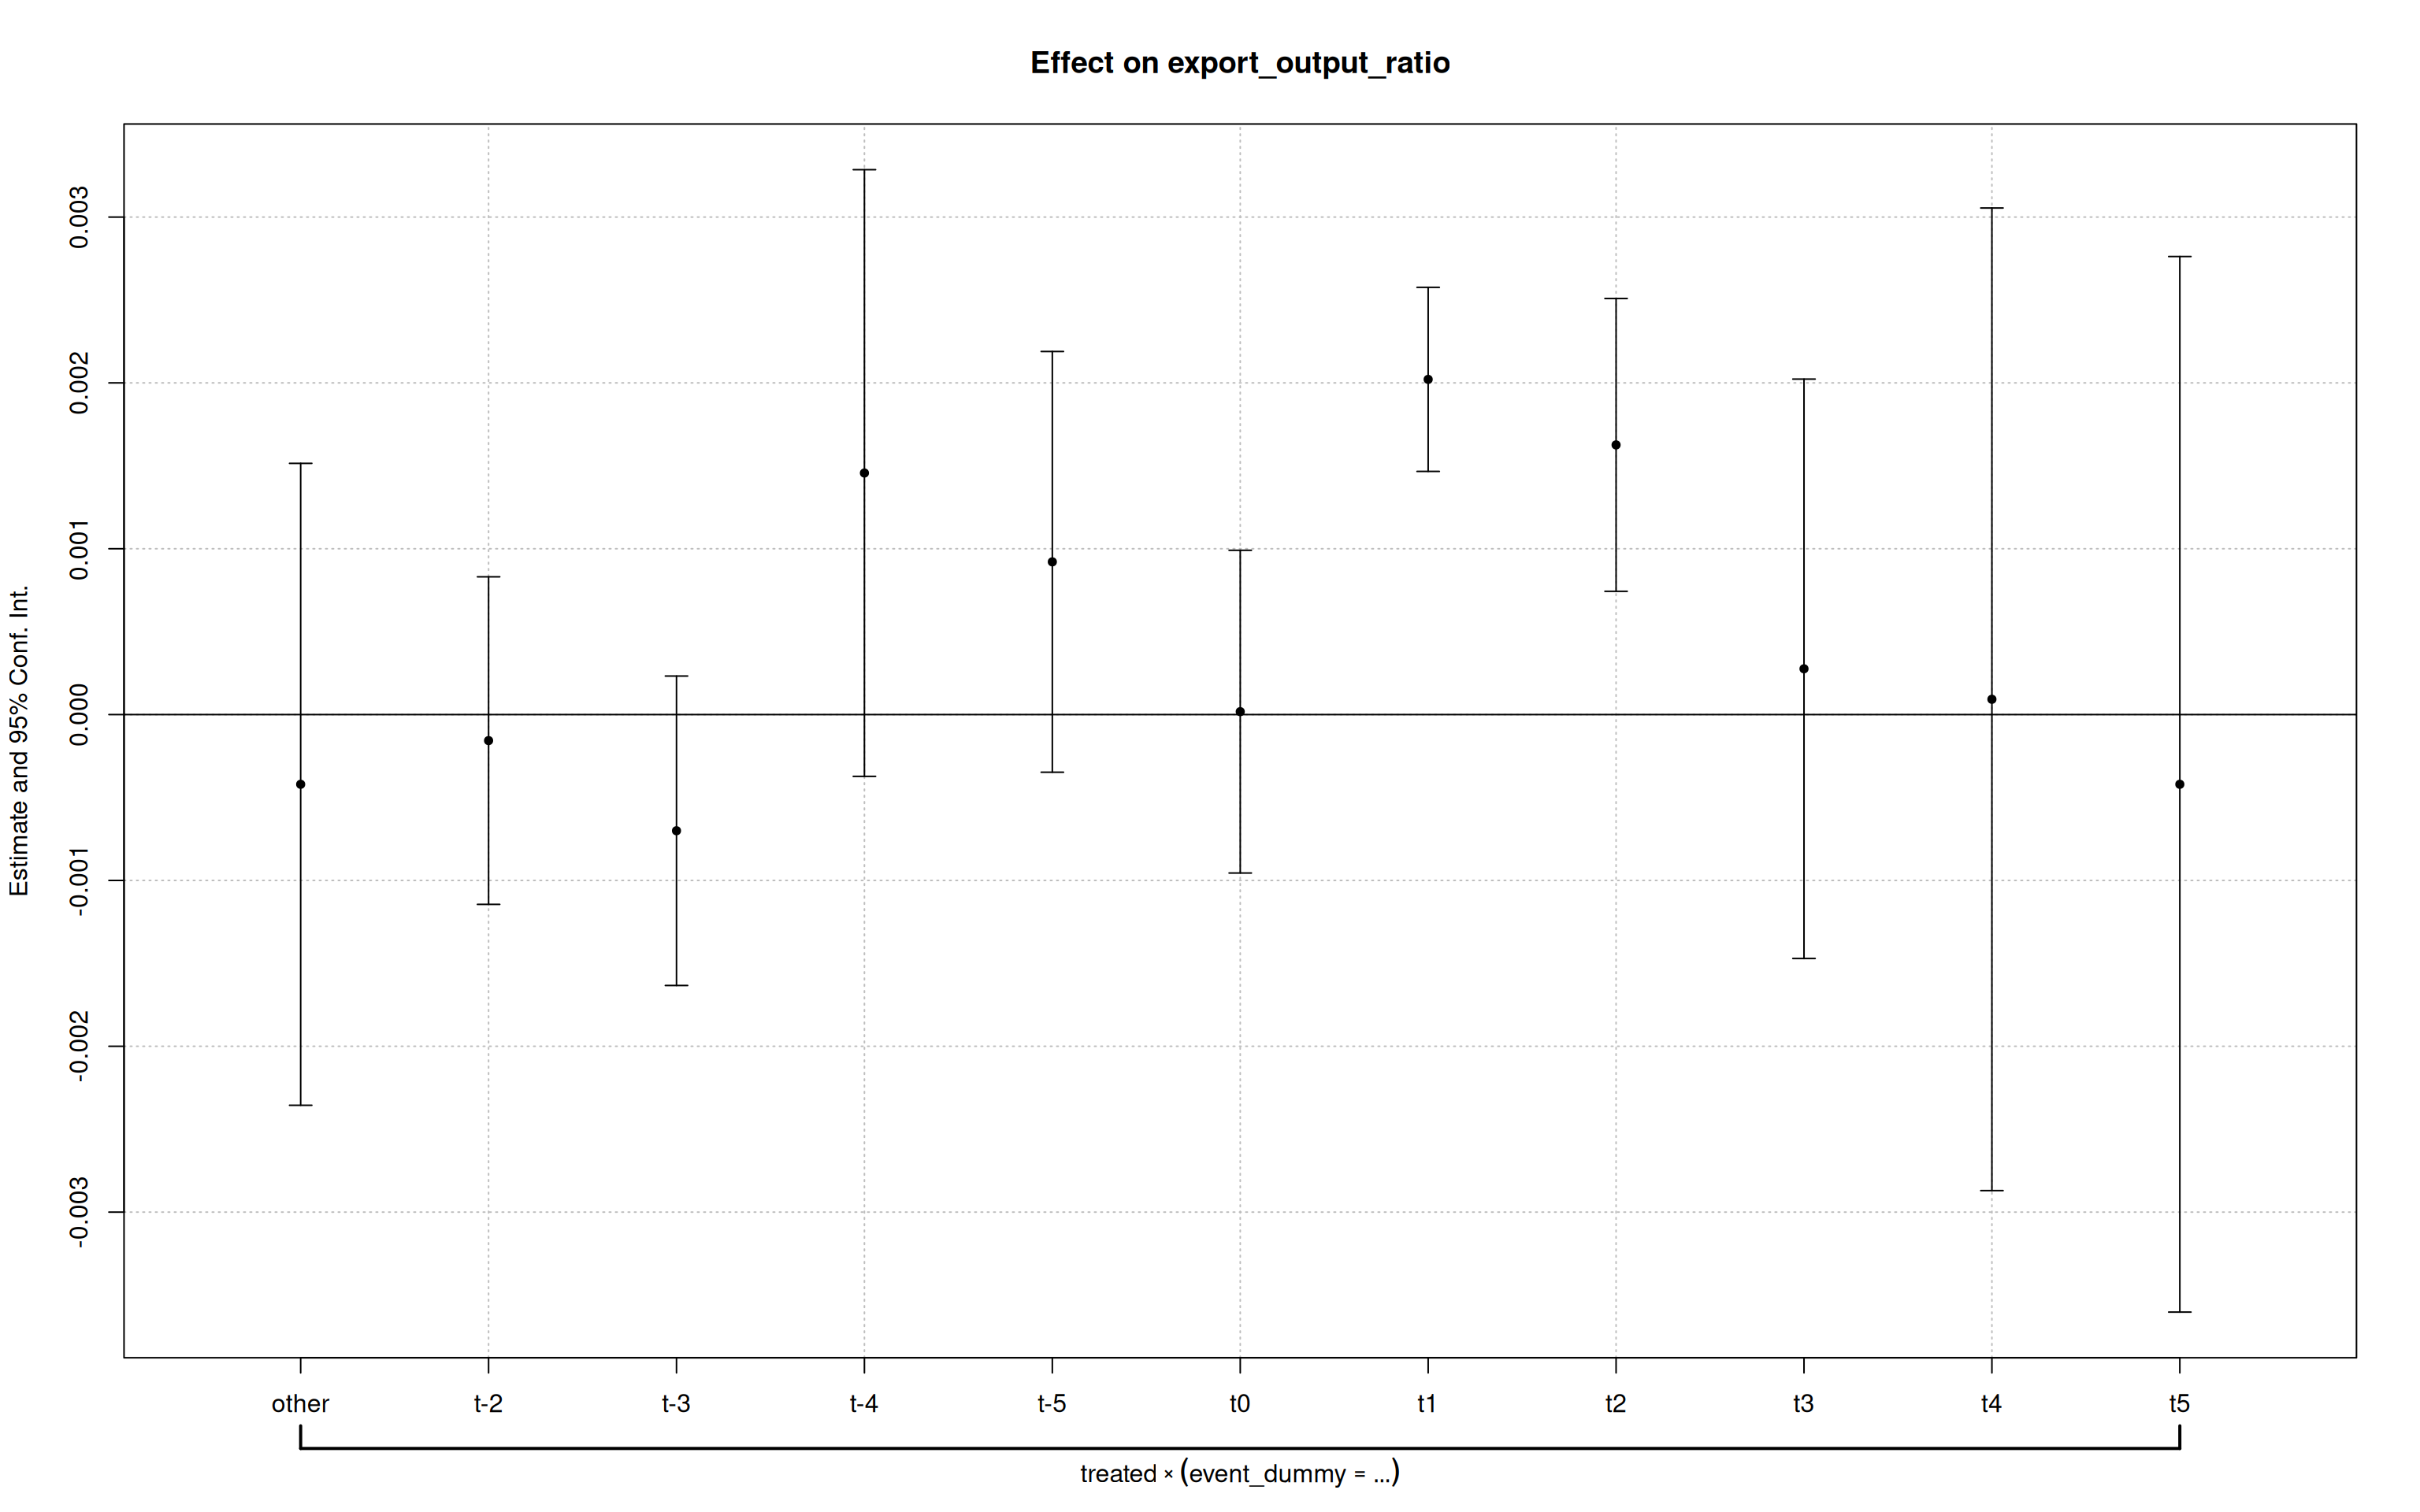 Effect on export_output_ratio
Estimate and 95% Conf. Int.
0.003
0.002
0.001
0.000
-0.001
-0.002
-0.003
other t-2 t-3 t-4 t-5 t0 t1 t2 t3 t4 t5
treated × (event_dummy = ...)